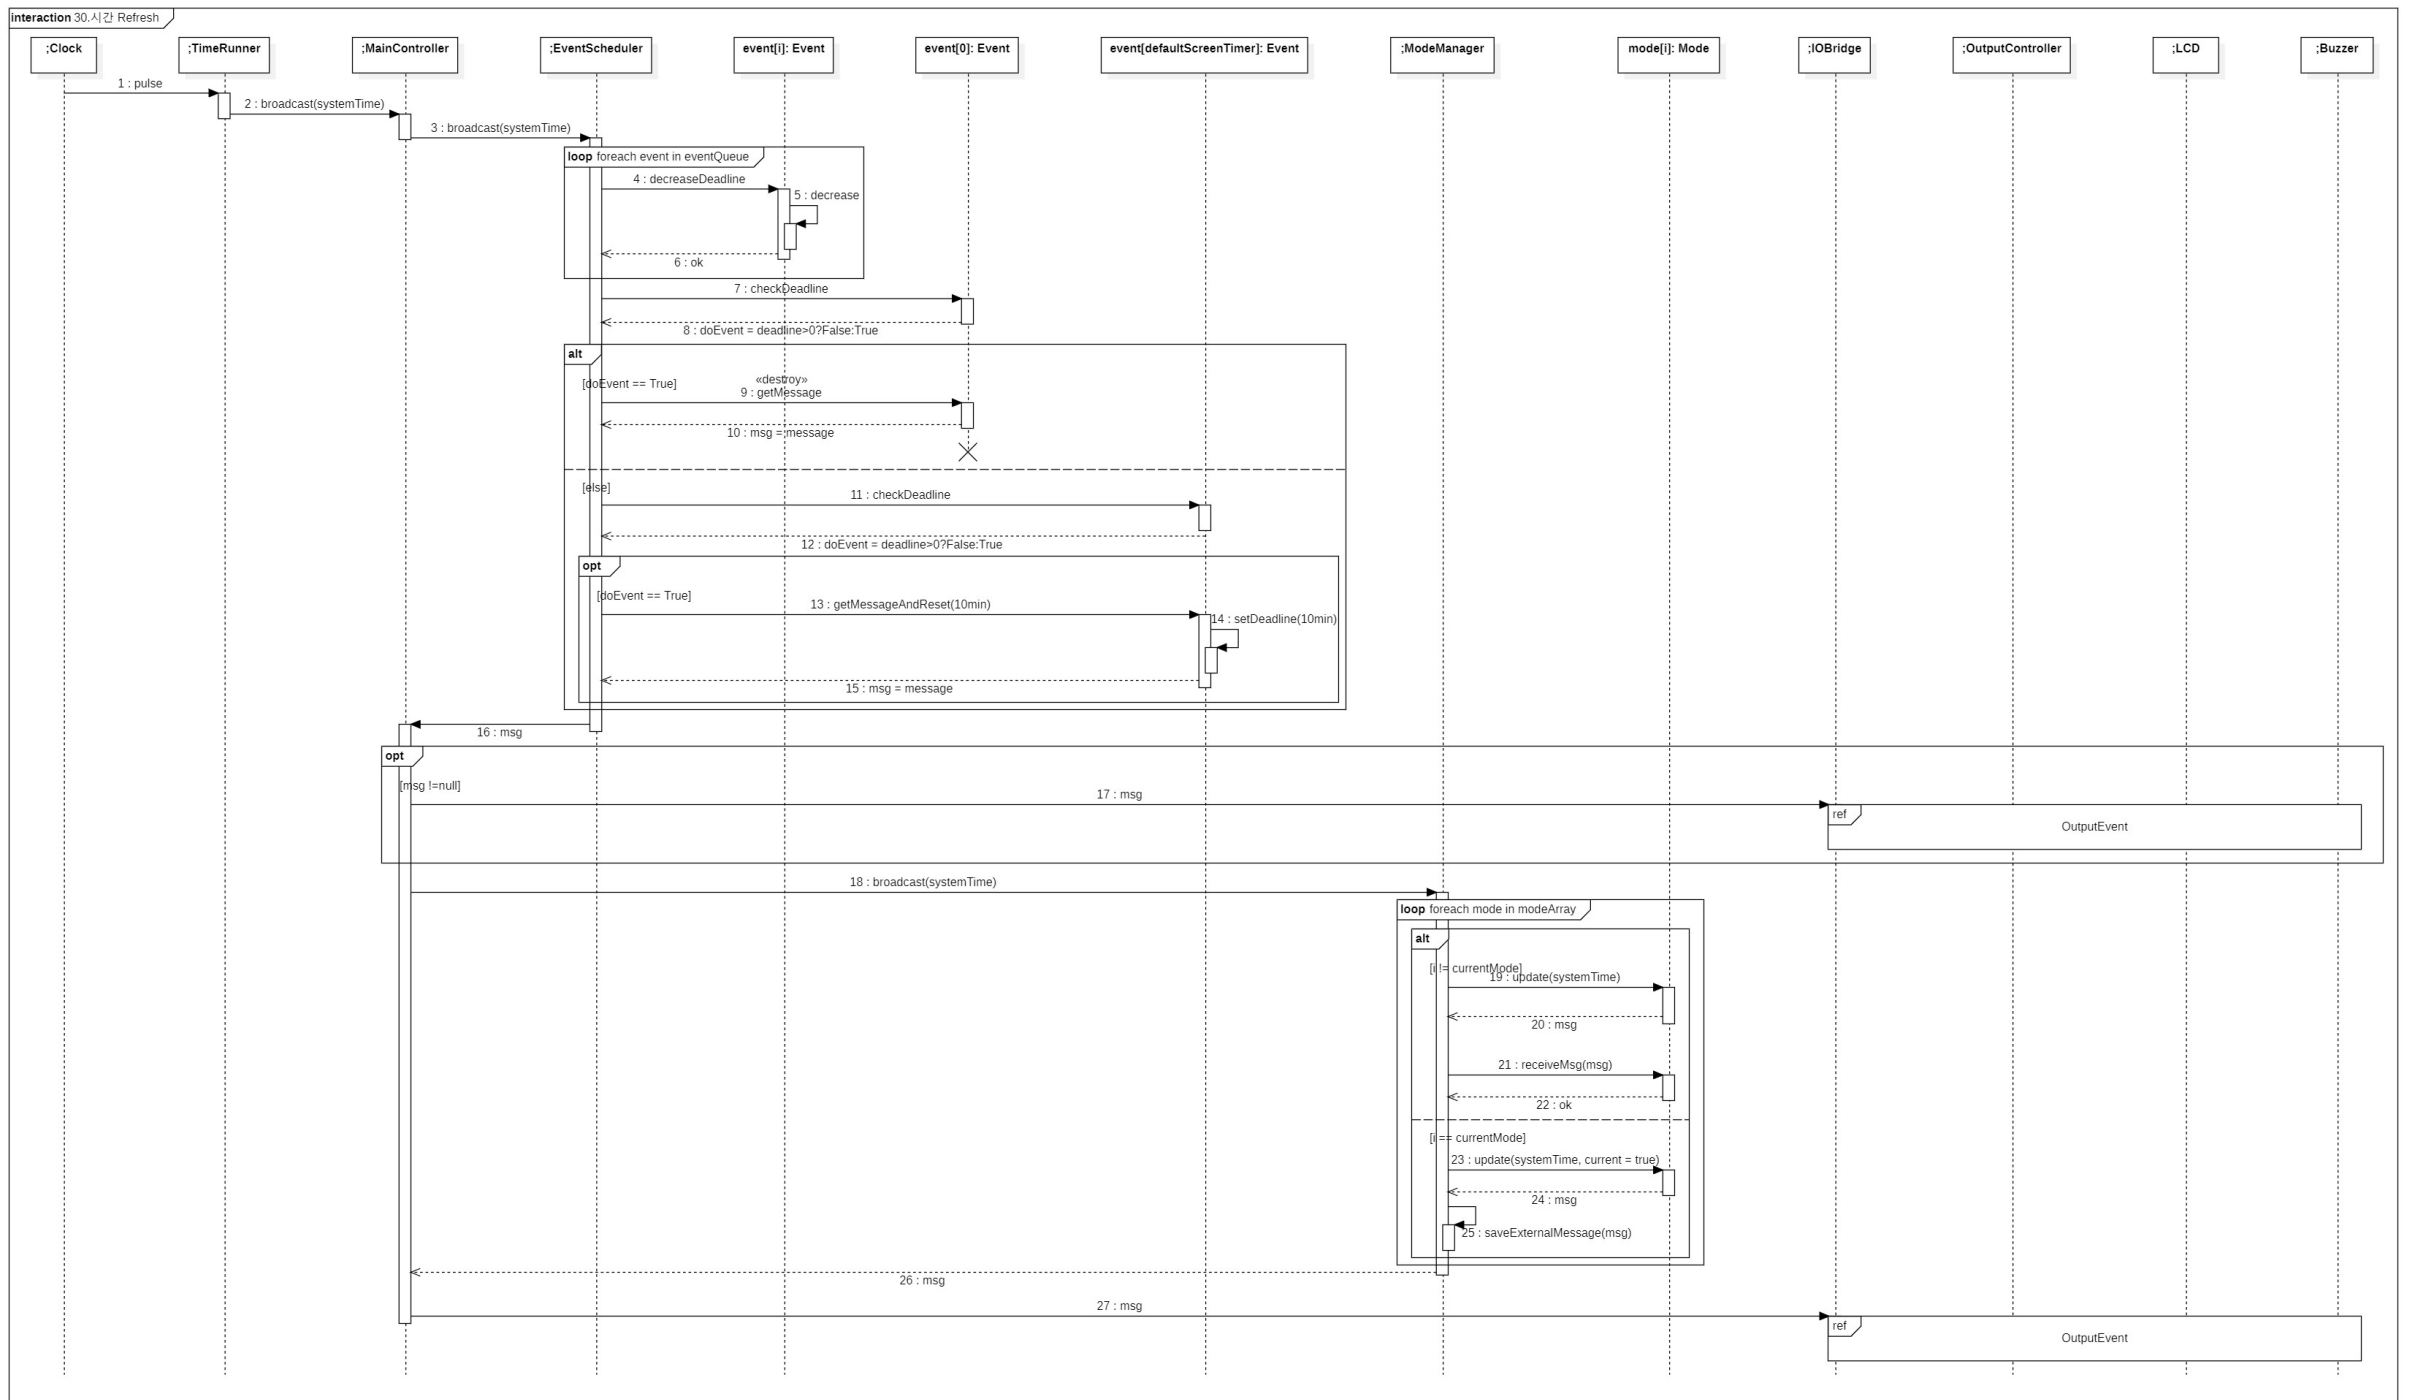 interaction 30.시간 Refresh
;Clock
;TimeRunner
;MainController
;EventScheduler
event[i]: Event
event[0]: Event
event[defaultScreenTimer]: Event
;ModeManager
mode[i]: Mode
;IOBridge
;OutputController
;LCD
;Buzzer
1 : pulse
2 : broadcast(systemTime)
3 : broadcast(systemTime)
loop foreach event in eventQueue
4 : decreaseDeadline
5 : decrease
6 : ok
7 : checkDeadline
8 : doEvent = deadline>0?False:True
alt
[doEvent == True]
«destroy»
9 : getMessage
10 : msg = message
[else]
11 : checkDeadline
12 : doEvent = deadline>0?False:True
opt
[doEvent == True]
13 : getMessageAndReset(10min)
14 : setDeadline(10min)
15 : msg = message
16 : msg
opt
[msg !=null]
17 : msg
ref
OutputEvent
18 : broadcast(systemTime)
loop foreach mode in modeArray
alt
[i != currentMode]
19 : update(systemTime)
20 : msg
21 : receiveMsg(msg)
22 : ok
[i == currentMode]
23 : update(systemTime, current = true)
24 : msg
25 : saveExternalMessage(msg)
26 : msg
27 : msg
ref
OutputEvent